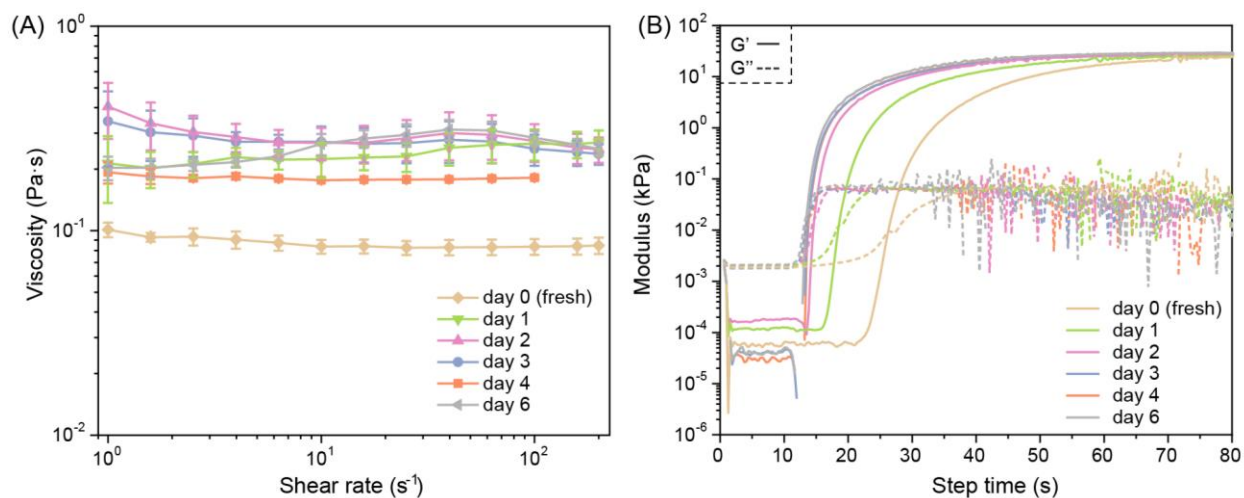 (A)
10⁰
10⁻¹
10⁻²
Viscosity (Pa·s)
10⁰
10¹
10²
Shear rate (s⁻¹)
day 0 (fresh)
day 1
day 2
day 3
day 4
day 6
(B)
10²
10¹
10⁰
10⁻¹
10⁻²
10⁻³
10⁻⁴
10⁻⁵
10⁻⁶
Modulus (kPa)
0
10
20
30
40
50
60
70
80
Step time (s)
G'
G''
day 0 (fresh)
day 1
day 2
day 3
day 4
day 6